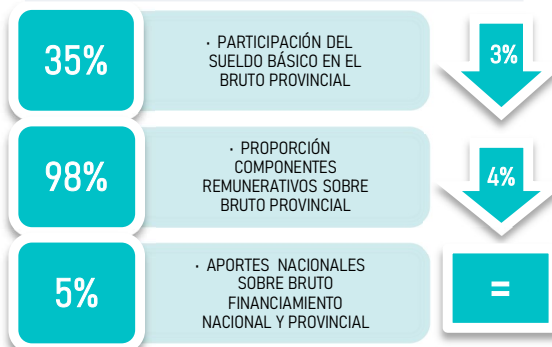 35%
· PARTICIPACIÓN DEL
SUELDO BÁSICO EN EL
BRUTO PROVINCIAL
3%
98%
· PROPORCIÓN
COMPONENTES
REMUNERATIVOS SOBRE
BRUTO PROVINCIAL
4%
5%
· APORTES NACIONALES
SOBRE BRUTO
FINANCIAMIENTO
NACIONAL Y PROVINCIAL
=